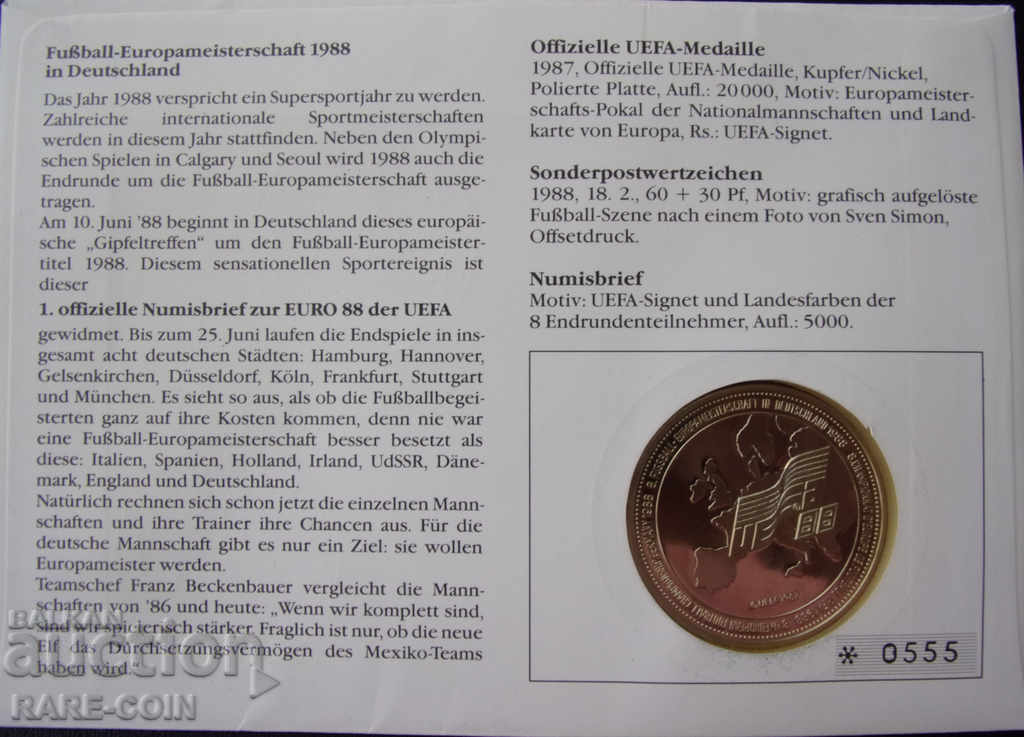 Fußball-Europameisterschaft 1988
in Deutschland
Das Jahr 1988 verspricht ein Supersportjahr zu werden.
Zahlreiche internationale Sportmeisterschaften
werden in diesem Jahr stattfinden. Neben den Olympi-
schen Spielen in Calgary und Seoul wird 1988 auch die
Endrunde um die Fußball-Europameisterschaft ausge-
tragen.
Am 10. Juni '88 beginnt in Deutschland dieses europäi-
sche „Gipfeltreffen" um den Fußball-Europameister-
titel 1988. Diesem sensationellen Sportereignis ist
dieser
1. offizielle Numisbrief zur EURO 88 der UEFA
gewidmet. Bis zum 25. Juni laufen die Endspiele in ins-
gesamt acht deutschen Städten: Hamburg, Hannover,
Gelsenkirchen, Düsseldorf, Köln, Frankfurt, Stuttgart
und München. Es sieht so aus, als ob die Fußballbegei-
sterten ganz auf ihre Kosten kommen, denn nie war
eine Fußball-Europameisterschaft besser besetzt als
diese: Italien, Spanien, Holland, Irland, UdSSR, Däne-
mark, England und Deutschland.
Natürlich rechnen sich schon jetzt die einzelnen Mann-
schaften und ihre Trainer ihre Chancen aus. Für die
deutsche Mannschaft gibt es nur ein Ziel: sie wollen
Europameister werden.
Teamschef Franz Beckenbauer vergleicht die Mann-
schaften von '86 und heute: „Wenn wir komplett sind,
sind wir spielerisch stärker. Fraglich ist nur, ob die neue
Elf das Durchsetzungsvermögen des Mexiko-Teams
haben wird."
BALKAN
auction
RARE-COIN
Offizielle UEFA-Medaille
1987, Offizielle UEFA-Medaille, Kupfer/Nickel,
Polierte Platte, Aufl.: 20000, Motiv: Europameister-
schafts-Pokal der Nationalmannschaften und Land-
karte von Europa, Rs.: UEFA-Signet.
Sonderpostwertzeichen
1988, 18. 2., 60 + 30 Pf, Motiv: grafisch aufgelöste
Fußball-Szene nach einem Foto von Sven Simon,
Offsetdruck.
Numisbrief
Motiv: UEFA-Signet und Landesfarben der
8 Endrundenteilnehmer, Aufl.: 5000.
8. FUSSBALL-EUROPAMEISTERSCHAFT IN DEUTSCHLAND 1988
* 0555